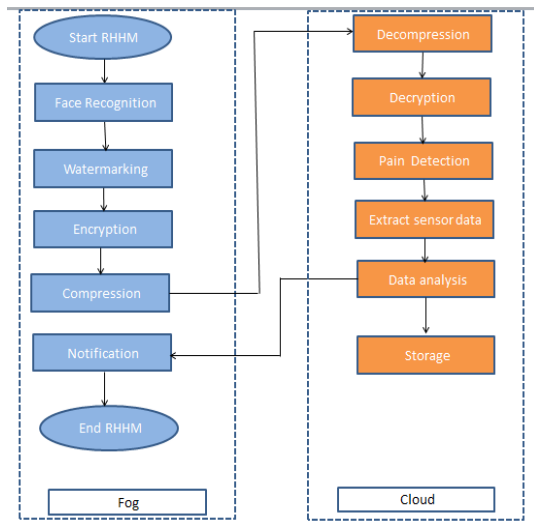 Start RHHM
Face Recognition
Watermarking
Encryption
Compression
Notification
End RHHM
Fog
Decompression
Decryption
Pain Detection
Extract sensor data
Data analysis
Storage
Cloud